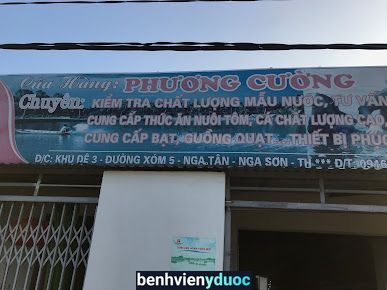 Cửa Hàng: PHƯƠNG CƯỜNG
Chuyên: KIỂM TRA CHẤT LƯỢNG MẪU NƯỚC, TƯ VẤN
CUNG CẤP THỨC ĂN NUÔI TÔM, CÁ CHẤT LƯỢNG CAO,
CUNG CẤP BẠT, GUỒNG QUẠT... THIẾT BỊ PHỤC
Đ/C: KHU ĐÊ 3 - ĐƯỜNG XÓM 5 - NGA.TÂN - NGA SƠN - TH *** D/T: 0916
benhvienyduoc